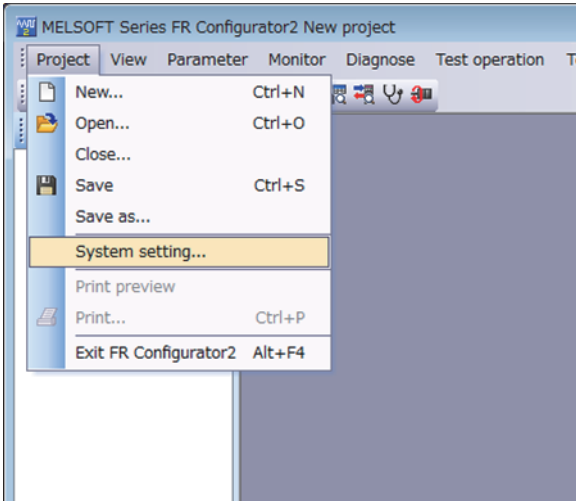 MELSOFT Series FR Configurator2 New project
Project View Parameter Monitor Diagnose Test operation
New... Ctrl+N
Open... Ctrl+O
Close...
Save Ctrl+S
Save as...
System setting...
Print preview
Print... Ctrl+P
Exit FR Configurator2 Alt+F4